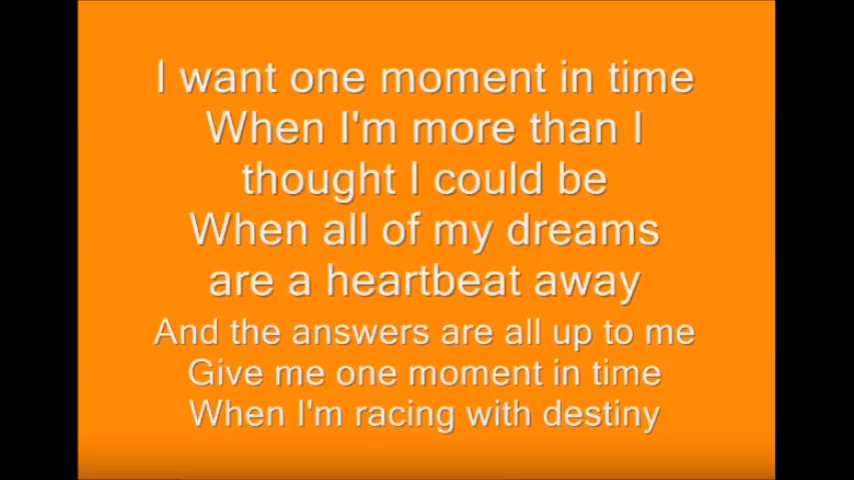 I want one moment in time
When I'm more than I
thought I could be
When all of my dreams
are a heartbeat away
And the answers are all up to me
Give me one moment in time
When I'm racing with destiny